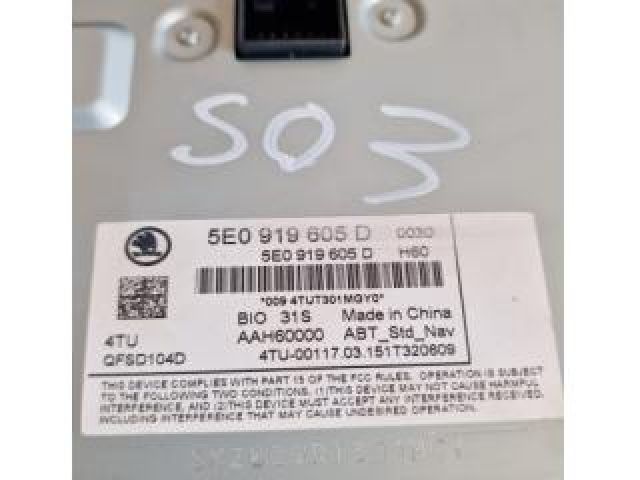 S03
5E0 919 605 D 0030
5E0 919 605 D H60
*009 4TUT301MGY0*
BIO 31S Made in China
4TU AAH60000 ABT_Std_Nav
QFSD104D 4TU-00117.03.151T320609
THIS DEVICE COMPLIES WITH PART 15 OF THE FCC RULES. OPERATION IS
SUBJECT TO THE FOLLOWING TWO CONDITIONS, (1)THIS DEVICE MAY NOT CAUSE HARMFUL
INTERFERENCE, AND (2)THIS DEVICE MUST ACCEPT ANY INTERFERENCE RECEIVED,
INCLUDING INTERFERENCE THAT MAY CAUSE UNDESIRED OPERATION.